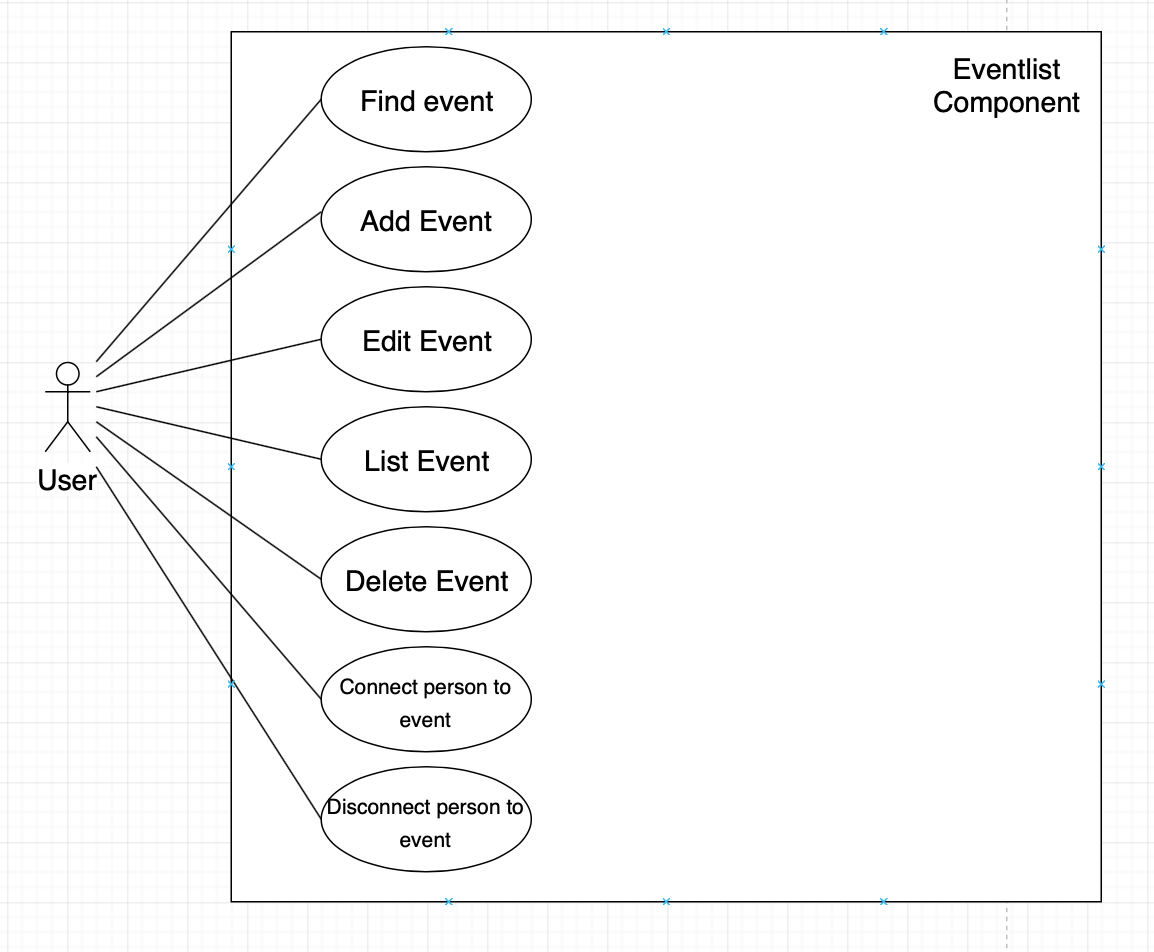 Eventlist
Component
Find event
Add Event
Edit Event
List Event
User
Delete Event
Connect person to
event
Disconnect person to
event